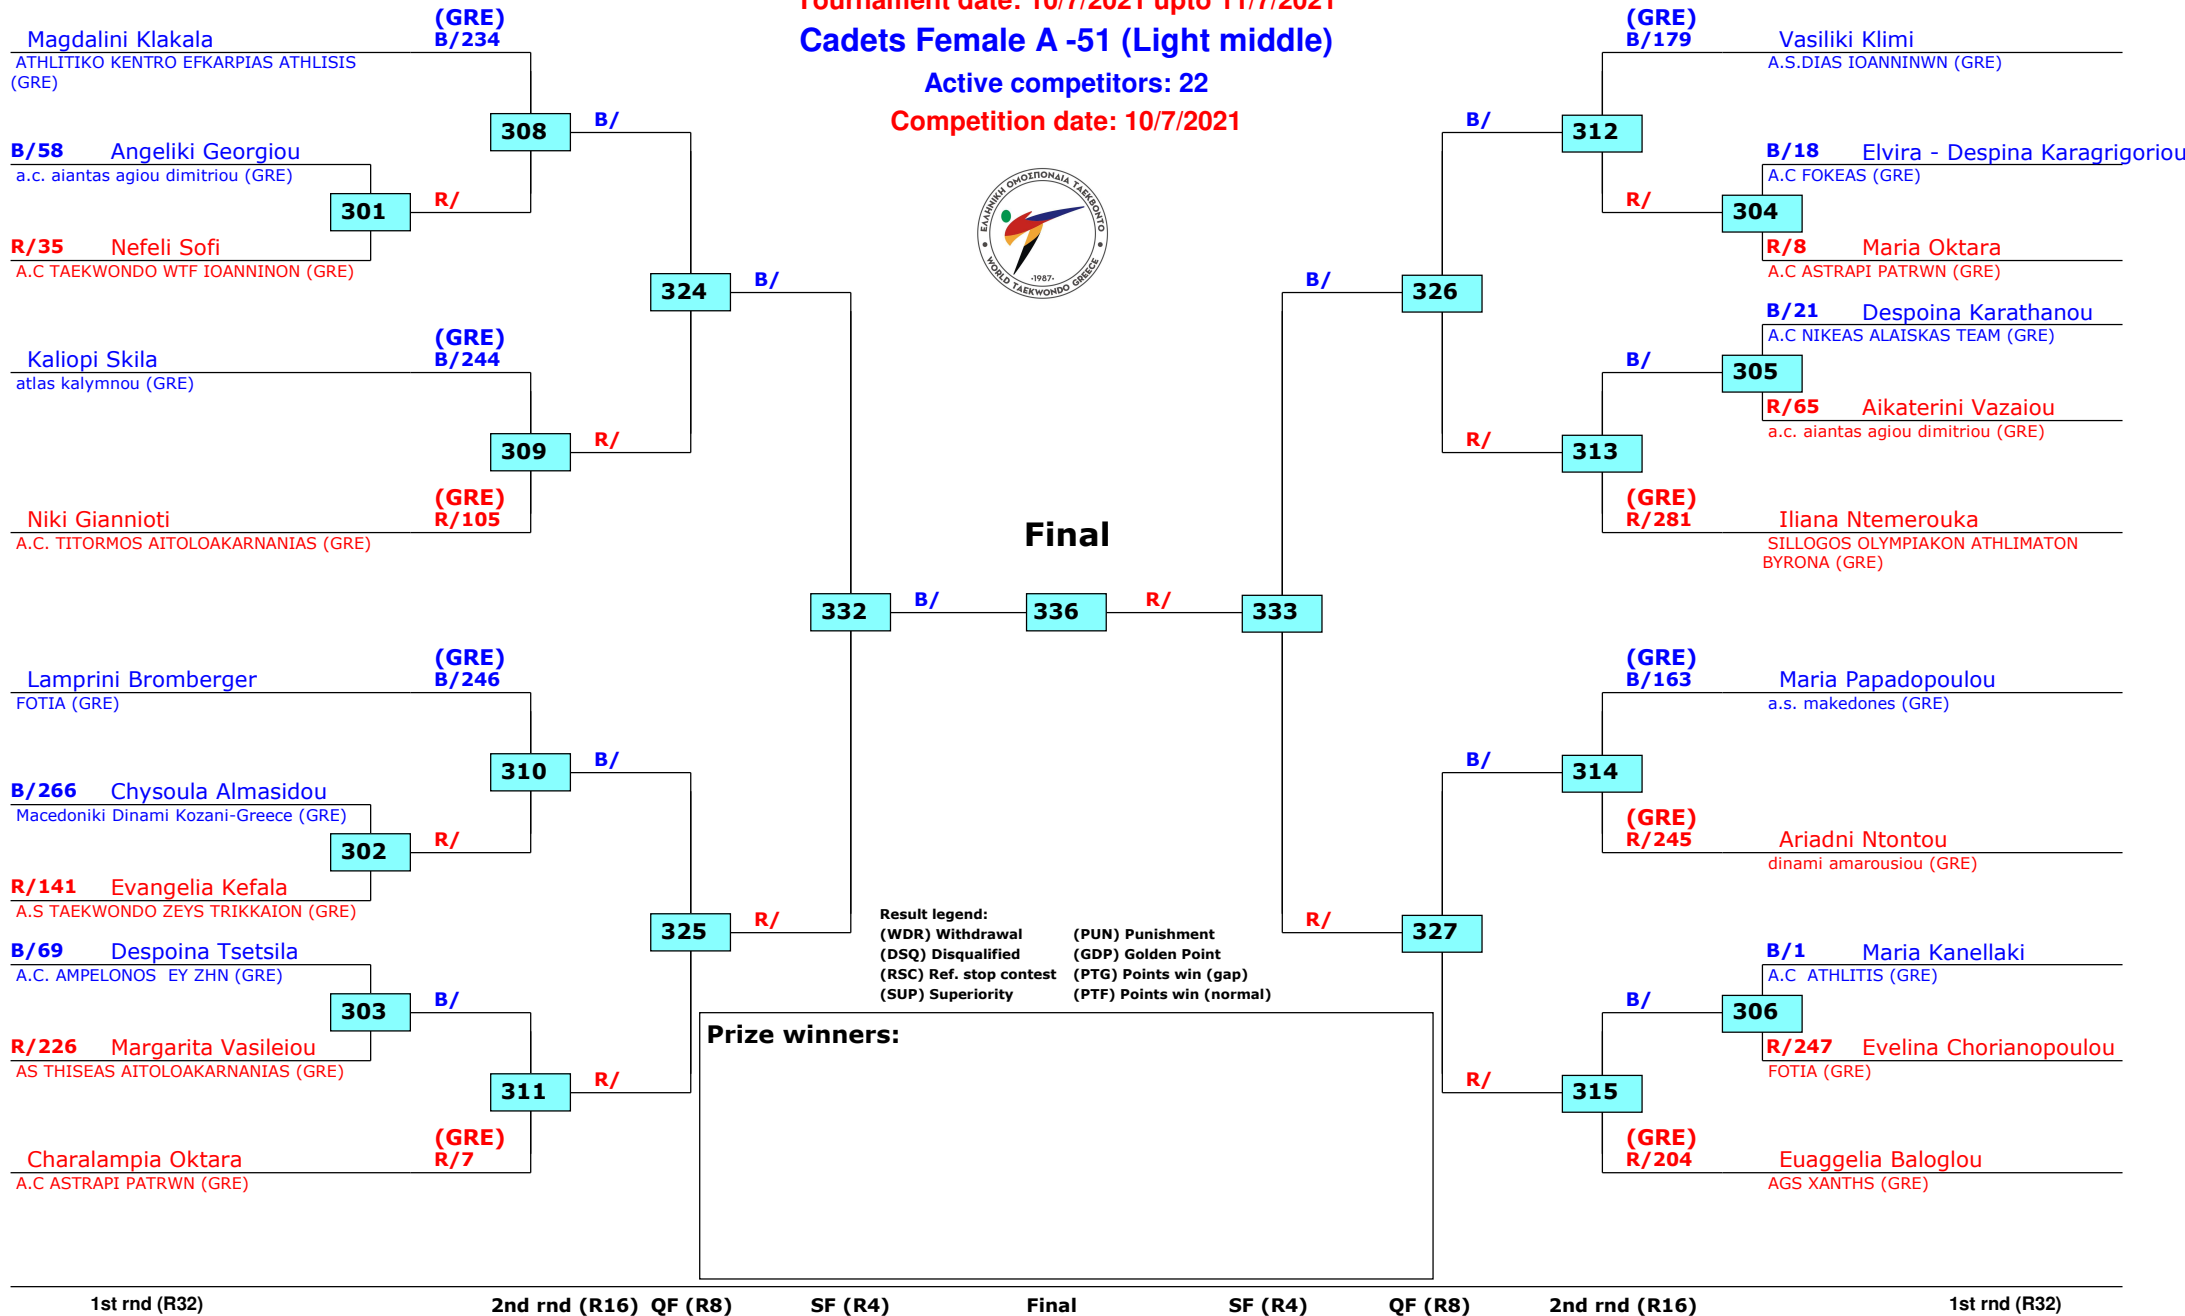 Tournament date: 10/7/2021 upto 11/7/2021
Cadets Female A -51 (Light middle)
Active competitors: 22
Competition date: 10/7/2021
ΕΛΛΗΝΙΚΗ ΟΜΟΣΠΟΝΔΙΑ ΤΑΕΚΒΟΝΤΟ
·1987·
WORLD TAEKWONDO GREECE
(GRE)
Magdalini Klakala B/234
ATHLITIKO KENTRO EFKARPIAS ATHLISIS
(GRE)
308
B/
B/58 Angeliki Georgiou
a.c. aiantas agiou dimitriou (GRE)
301
R/
R/35 Nefeli Sofi
A.C TAEKWONDO WTF IOANNINON (GRE)
324
B/
(GRE)
Kaliopi Skila B/244
atlas kalymnou (GRE)
309
R/
(GRE)
Niki Giannioti R/105
A.C. TITORMOS AITOLOAKARNANIAS (GRE)
332
B/
(GRE)
Lamprini Bromberger B/246
FOTIA (GRE)
310
B/
B/266 Chysoula Almasidou
Macedoniki Dinami Kozani-Greece (GRE)
302
R/
R/141 Evangelia Kefala
A.S TAEKWONDO ZEYS TRIKKAION (GRE)
325
R/
B/69 Despoina Tsetsila
A.C. AMPELONOS  EY ZHN (GRE)
303
B/
R/226 Margarita Vasileiou
AS THISEAS AITOLOAKARNANIAS (GRE)
311
R/
(GRE)
Charalampia Oktara R/7
A.C ASTRAPI PATRWN (GRE)
Final
336
R/
333
(GRE)
B/179 Vasiliki Klimi
A.S.DIAS IOANNINWN (GRE)
B/
312
B/18 Elvira - Despina Karagrigoriou
A.C FOKEAS (GRE)
R/
304
R/8 Maria Oktara
A.C ASTRAPI PATRWN (GRE)
B/
326
B/21 Despoina Karathanou
A.C NIKEAS ALAISKAS TEAM (GRE)
B/
305
R/65 Aikaterini Vazaiou
a.c. aiantas agiou dimitriou (GRE)
R/
313
(GRE)
R/281 Iliana Ntemerouka
SILLOGOS OLYMPIAKON ATHLIMATON
BYRONA (GRE)
(GRE)
B/163 Maria Papadopoulou
a.s. makedones (GRE)
B/
314
(GRE)
R/245 Ariadni Ntontou
dinami amarousiou (GRE)
R/
327
B/1 Maria Kanellaki
A.C  ATHLITIS (GRE)
B/
306
R/247 Evelina Chorianopoulou
FOTIA (GRE)
R/
315
(GRE)
R/204 Euaggelia Baloglou
AGS XANTHS (GRE)
Result legend:
(WDR) Withdrawal (PUN) Punishment
(DSQ) Disqualified (GDP) Golden Point
(RSC) Ref. stop contest (PTG) Points win (gap)
(SUP) Superiority (PTF) Points win (normal)
Prize winners:
1st rnd (R32) 2nd rnd (R16) QF (R8) SF (R4) Final SF (R4) QF (R8) 2nd rnd (R16) 1st rnd (R32)